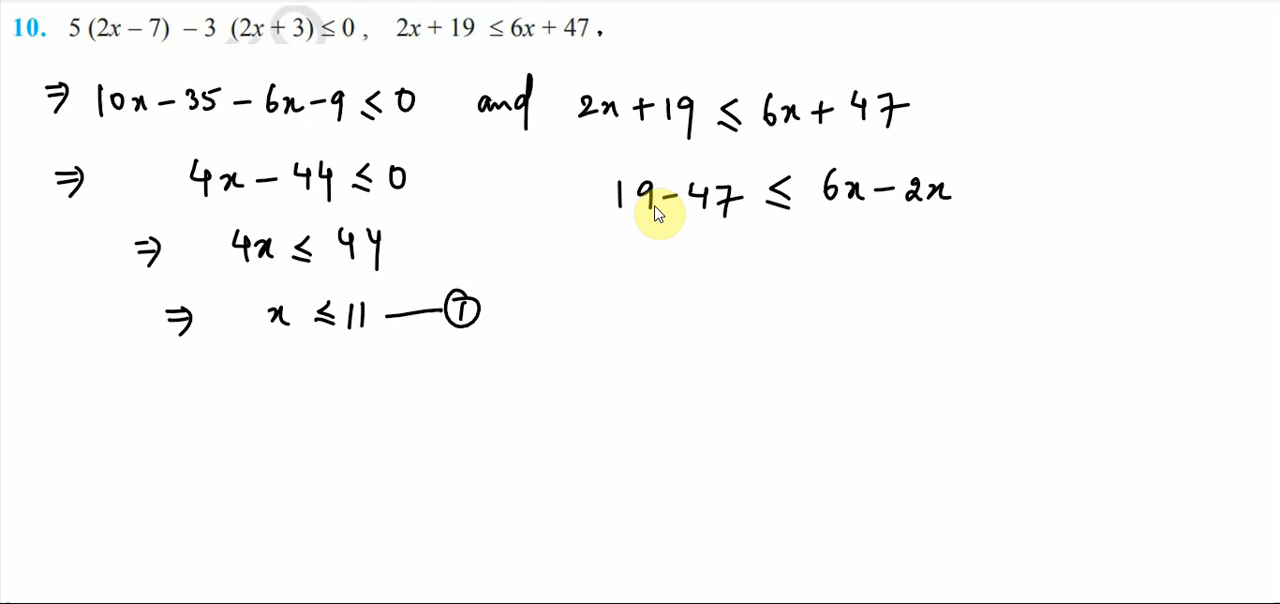 10. 5 (2x – 7) – 3 (2x + 3) ≤ 0 , 2x + 19 ≤ 6x + 47 .
⇒ 10x – 35 – 6x – 9 ≤ 0 and 2x + 19 ≤ 6x + 47
⇒ 4x – 44 ≤ 0 19 – 47 ≤ 6x – 2x
⇒ 4x ≤ 44
⇒ x ≤ 11 — ①